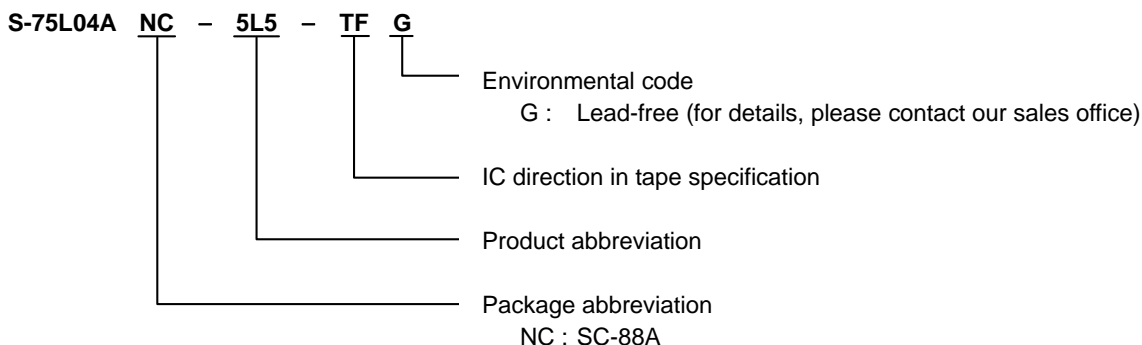 S-75L04A NC – 5L5 – TF G
Environmental code
G : Lead-free (for details, please contact our sales office)
IC direction in tape specification
Product abbreviation
Package abbreviation
NC : SC-88A